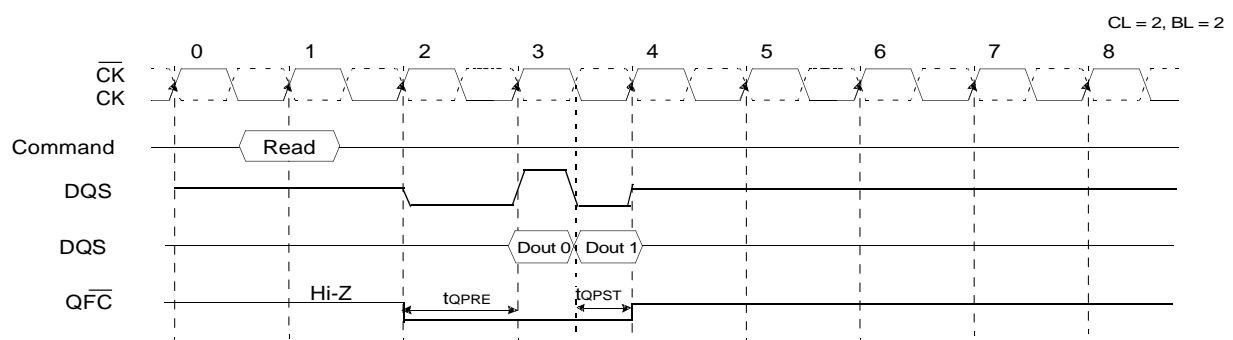 CL = 2, BL = 2
0 1 2 3 4 5 6 7 8
CK
CK
Command
Read
DQS
DQS
Dout 0 Dout 1
QFC
Hi-Z
tQPRE
tQPST